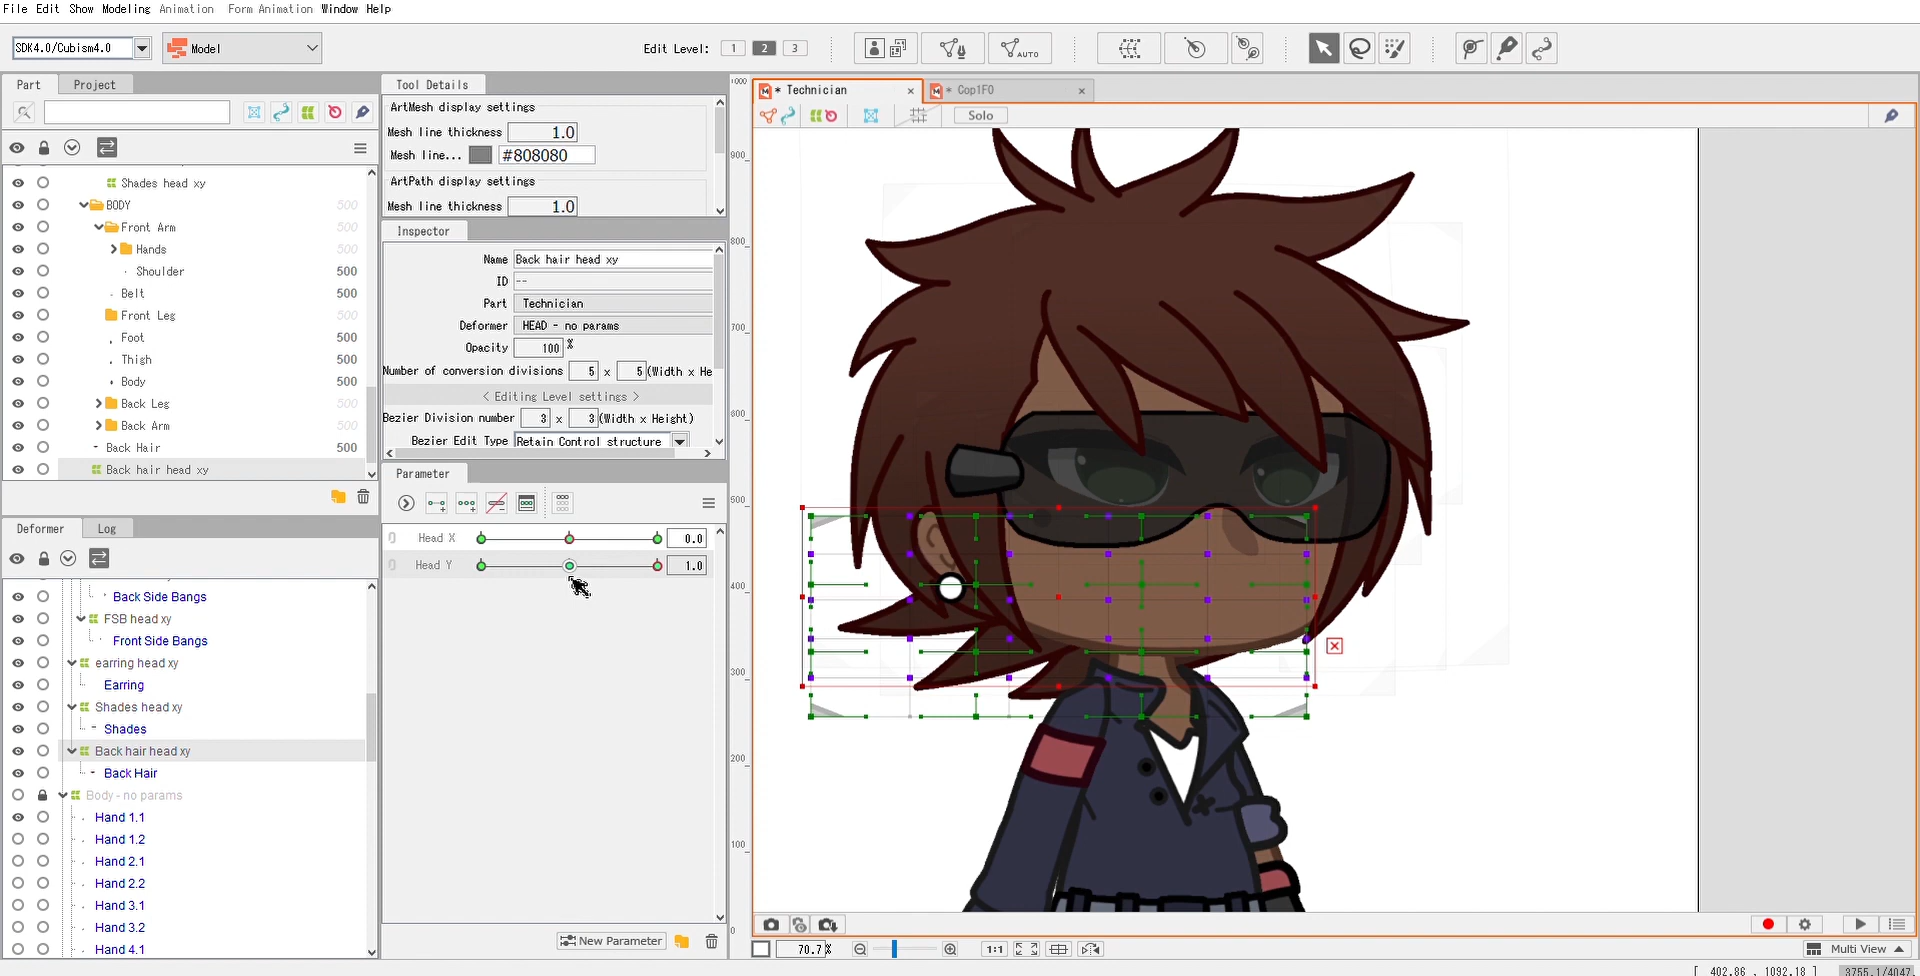 File Edit Show Modeling Animation Form Animation Window Help
SDK4.0/Cubism4.0 Model Edit Level: 1 2 3 AUTO
Part Project
Shades head xy
BODY 500
Front Arm 500
Hands 500
Shoulder 500
Belt 500
Front Leg 500
Foot 500
Thigh 500
Body 500
Back Leg 500
Back Arm 500
Back Hair 500
Back hair head xy
Deformer Log
Back Side Bangs
FSB head xy
Front Side Bangs
earring head xy
Earring
Shades head xy
Shades
Back hair head xy
Back Hair
Body - no params
Hand 1.1
Hand 1.2
Hand 2.1
Hand 2.2
Hand 3.1
Hand 3.2
Hand 4.1
Tool Details
ArtMesh display settings
Mesh line thickness 1.0
Mesh line... #808080
ArtPath display settings
Mesh line thickness 1.0
Inspector
Name Back hair head xy
ID --
Part Technician
Deformer HEAD - no params
Opacity 100 %
Number of conversion divisions 5 x 5 (Width x He
< Editing Level settings >
Bezier Division number 3 x 3 (Width x Height)
Bezier Edit Type Retain Control structure
Parameter
Head X 0.0
Head Y 1.0
New Parameter
* Technician × * Cop1FO ×
Solo
900
800
700
600
500
400
300
200
100
0
70.7% 1:1 Multi View
[ 402.86 , 1092.18 ] 3755.1/4047